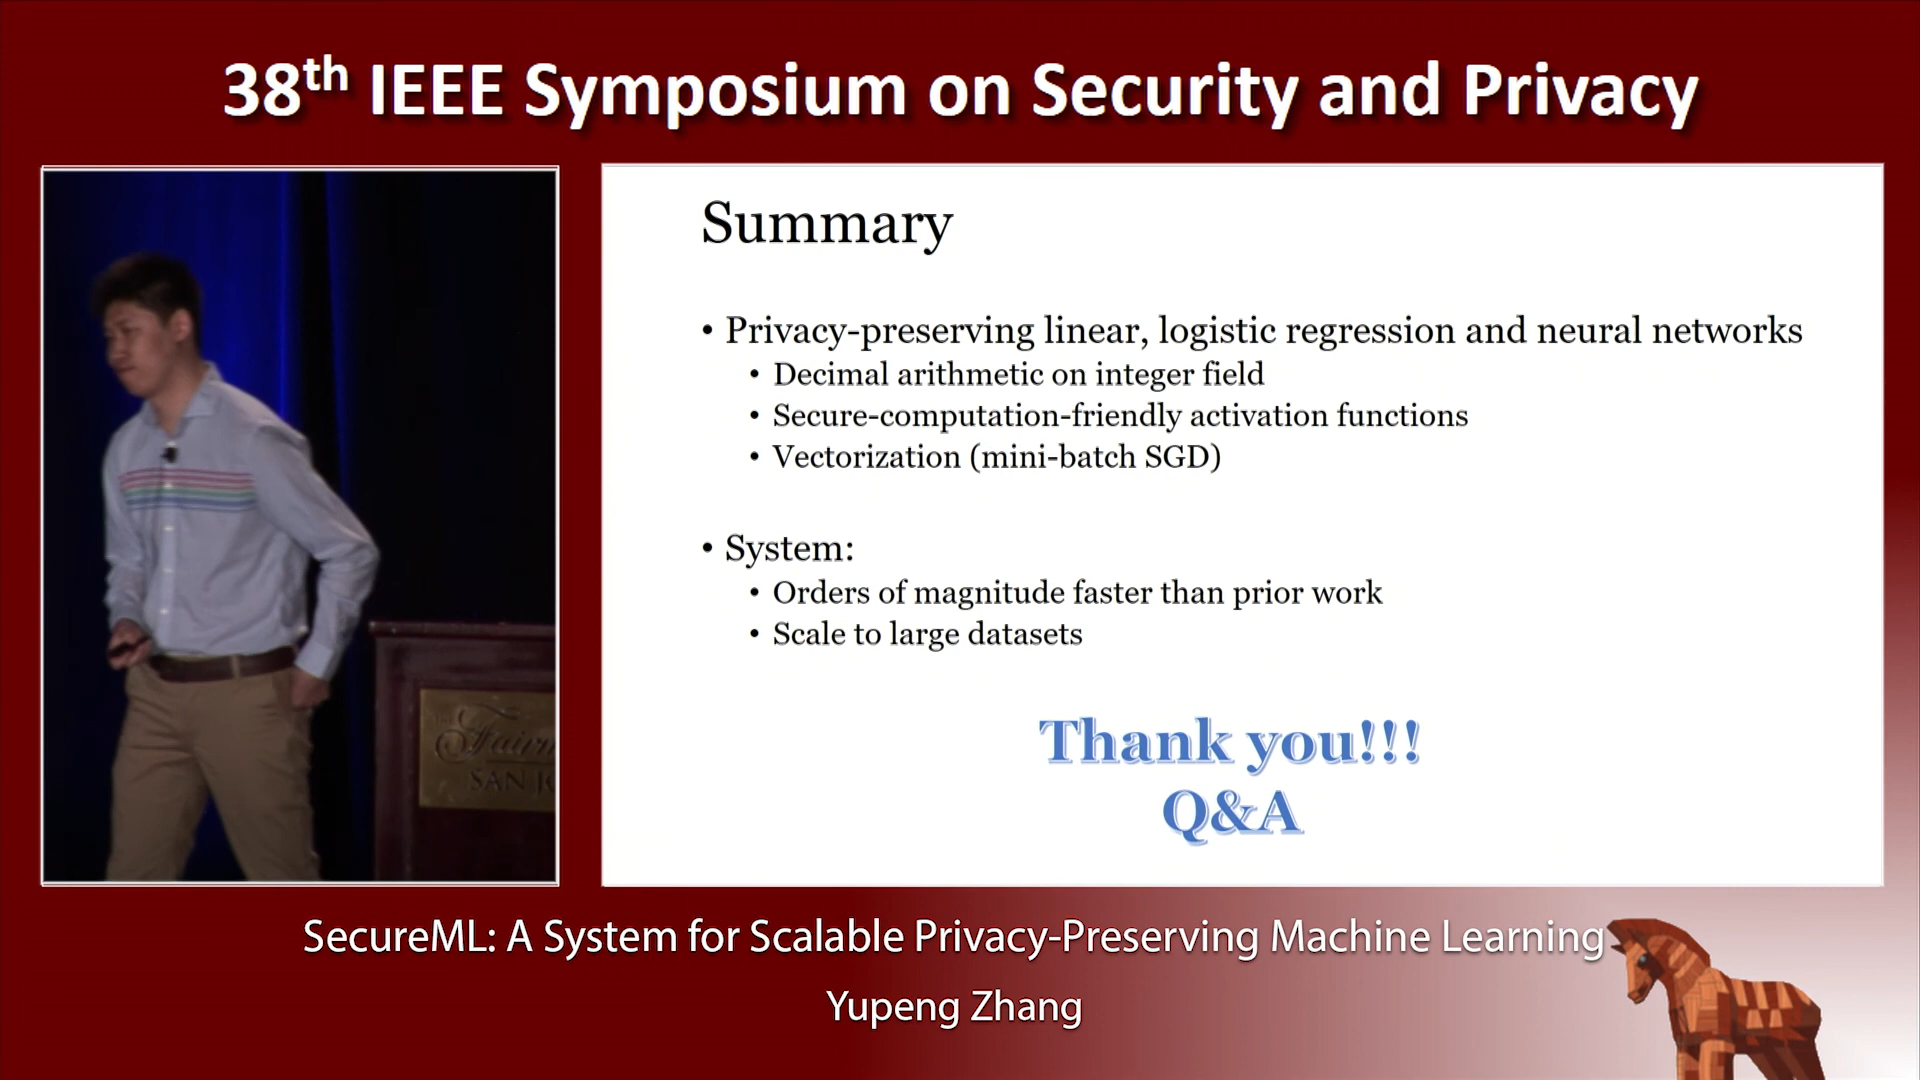 38th IEEE Symposium on Security and Privacy
Summary
• Privacy-preserving linear, logistic regression and neural networks
• Decimal arithmetic on integer field
• Secure-computation-friendly activation functions
• Vectorization (mini-batch SGD)
• System:
• Orders of magnitude faster than prior work
• Scale to large datasets
Thank you!!!
Q&A
SAN
SecureML: A System for Scalable Privacy-Preserving Machine Learning
Yupeng Zhang